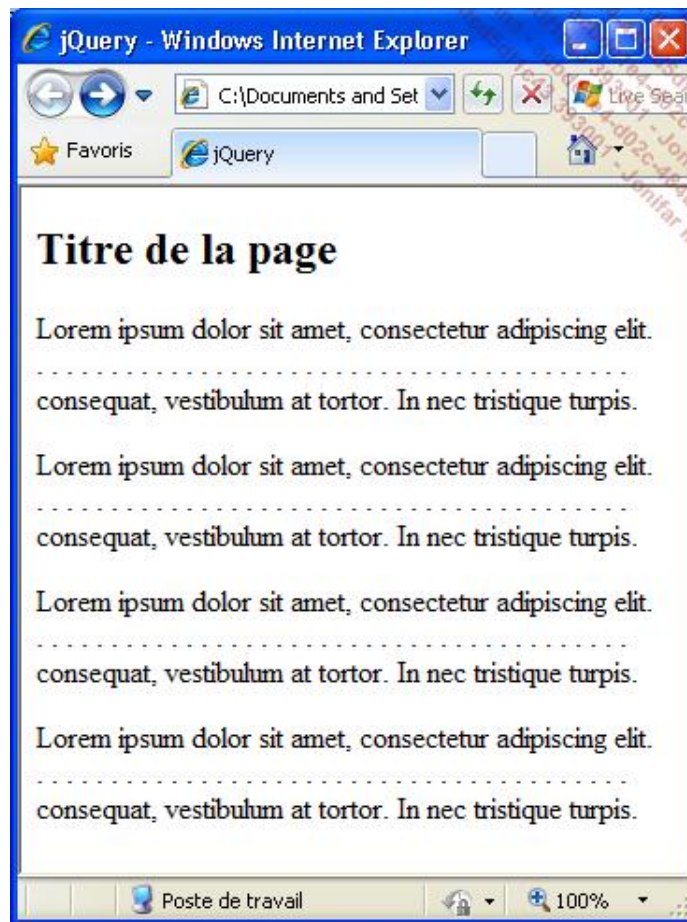 jQuery - Windows Internet Explorer
C:\Documents and Set
Live Sear
Favoris
jQuery
Titre de la page
Lorem ipsum dolor sit amet, consectetur adipiscing elit.
. . . . . . . . . . . . . . . . . . . . . . . . . . . . . . . . . . . . . . . .
consequat, vestibulum at tortor. In nec tristique turpis.
Lorem ipsum dolor sit amet, consectetur adipiscing elit.
. . . . . . . . . . . . . . . . . . . . . . . . . . . . . . . . . . . . . . . .
consequat, vestibulum at tortor. In nec tristique turpis.
Lorem ipsum dolor sit amet, consectetur adipiscing elit.
. . . . . . . . . . . . . . . . . . . . . . . . . . . . . . . . . . . . . . . .
consequat, vestibulum at tortor. In nec tristique turpis.
Lorem ipsum dolor sit amet, consectetur adipiscing elit.
. . . . . . . . . . . . . . . . . . . . . . . . . . . . . . . . . . . . . . . .
consequat, vestibulum at tortor. In nec tristique turpis.
Poste de travail
100%